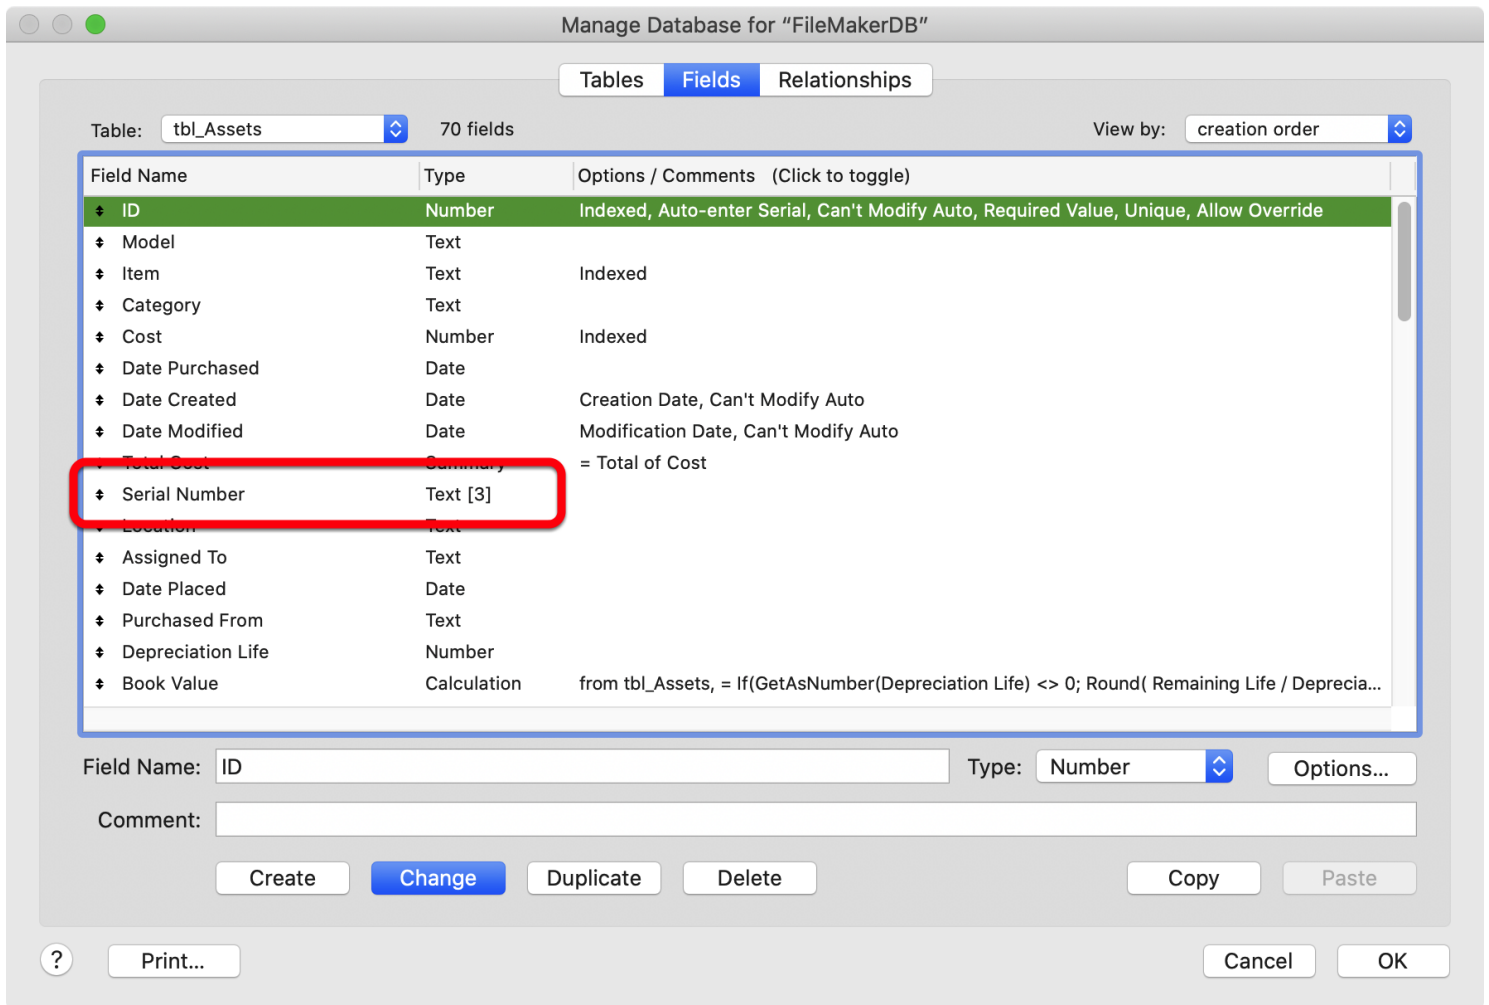 Manage Database for “FileMakerDB”
Tables Fields Relationships
Table: tbl_Assets 70 fields View by: creation order
Field Name Type Options / Comments (Click to toggle)
ID Number Indexed, Auto-enter Serial, Can't Modify Auto, Required Value, Unique, Allow Override
Model Text
Item Text Indexed
Category Text
Cost Number Indexed
Date Purchased Date
Date Created Date Creation Date, Can't Modify Auto
Date Modified Date Modification Date, Can't Modify Auto
Total Cost Summary = Total of Cost
Serial Number Text [3]
Location Text
Assigned To Text
Date Placed Date
Purchased From Text
Depreciation Life Number
Book Value Calculation from tbl_Assets, = If(GetAsNumber(Depreciation Life) <> 0; Round( Remaining Life / Deprecia...
Field Name: ID Type: Number Options...
Comment:
Create Change Duplicate Delete Copy Paste
? Print... Cancel OK